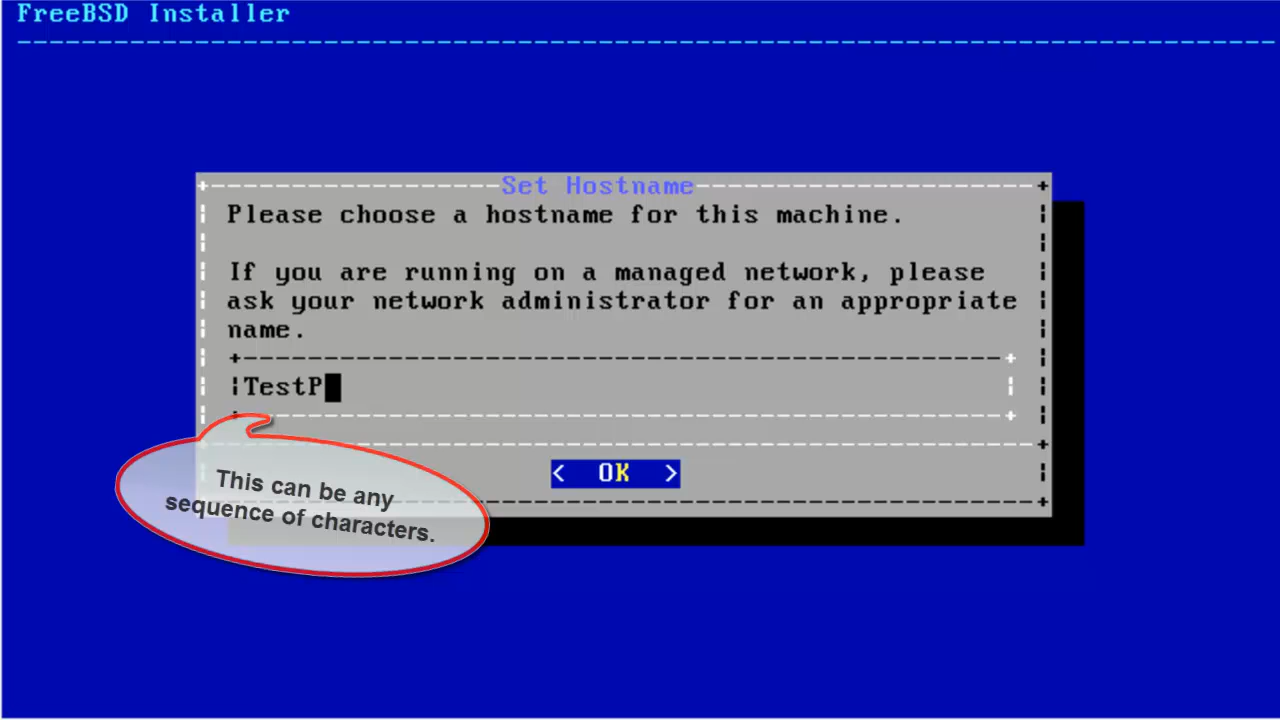 FreeBSD Installer
Set Hostname
Please choose a hostname for this machine.
If you are running on a managed network, please
ask your network administrator for an appropriate
name.
TestP
< OK >
This can be any
sequence of characters.